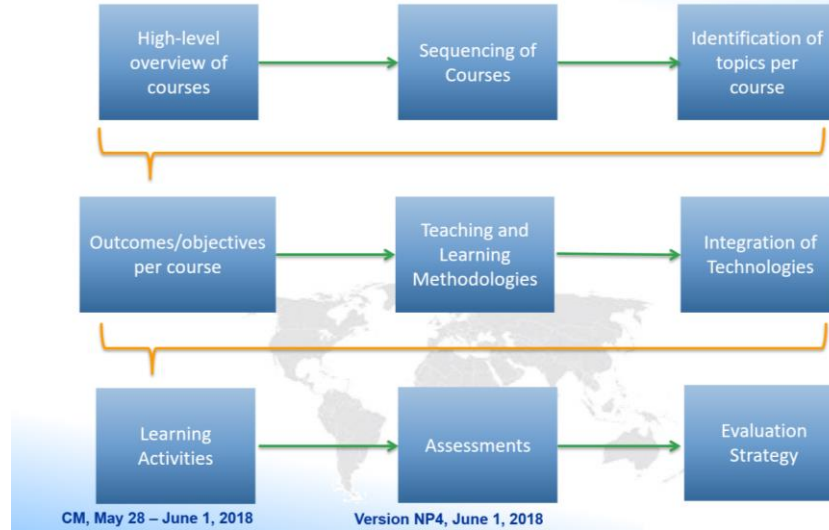 High-level
overview of
courses
Sequencing of
Courses
Identification of
topics per
course
Outcomes/objectives
per course
Teaching and
Learning
Methodologies
Integration of
Technologies
Learning
Activities
Assessments
Evaluation
Strategy
CM, May 28 – June 1, 2018
Version NP4, June 1, 2018